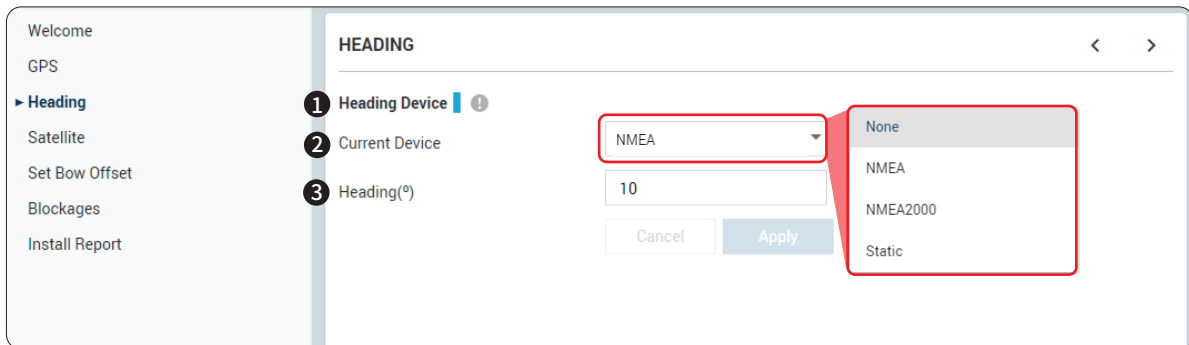 Welcome
GPS
► Heading
Satellite
Set Bow Offset
Blockages
Install Report
HEADING
< >
1 Heading Device !
2 Current Device NMEA
3 Heading(º) 10
Cancel Apply
None
NMEA
NMEA2000
Static